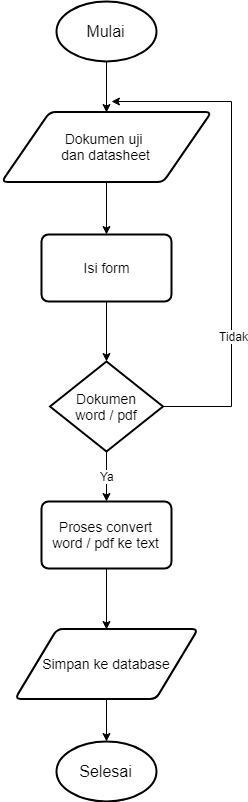 Mulai
Dokumen uji
dan datasheet
Isi form
Tidak
Dokumen
word / pdf
Ya
Proses convert
word / pdf ke text
Simpan ke database
Selesai